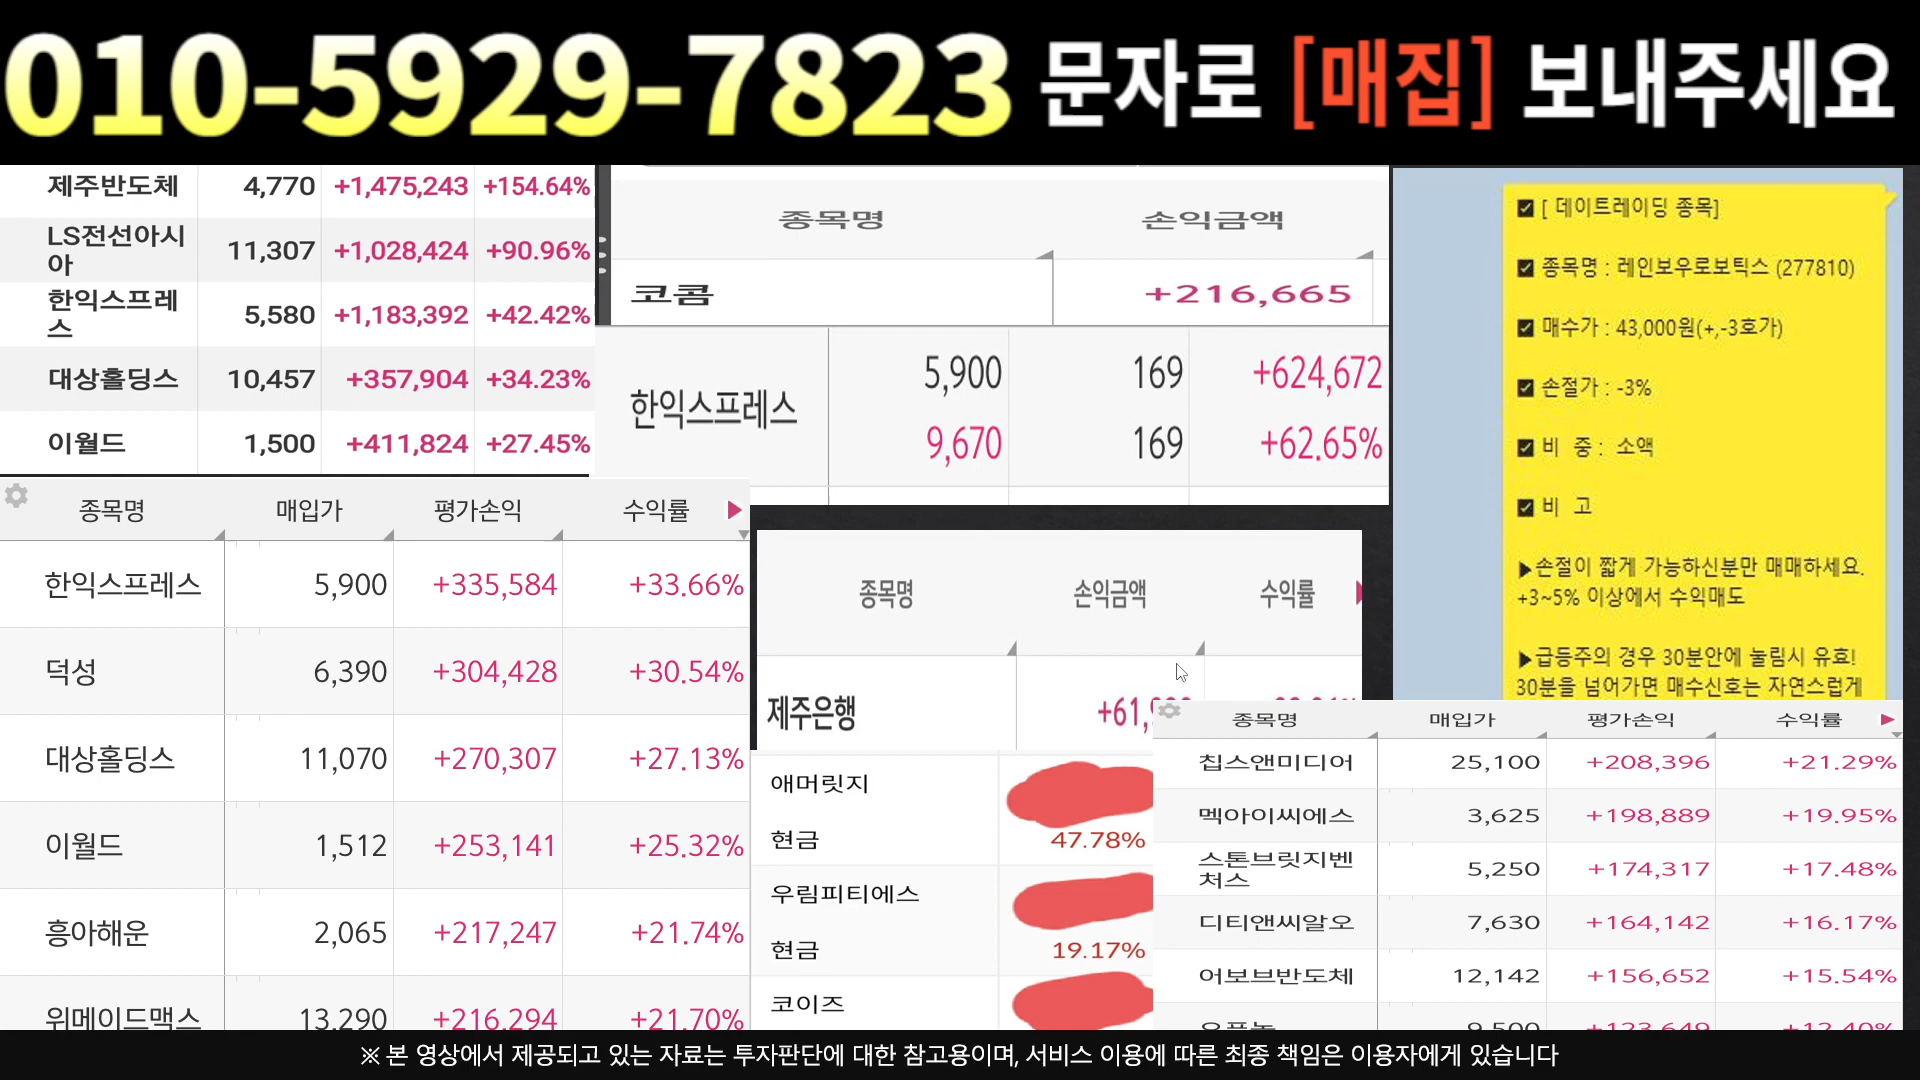 010-5929-7823 문자로 [매집] 보내주세요
제주반도체 4,770 +1,475,243 +154.64%
LS전선아시아 11,307 +1,028,424 +90.96%
한익스프레스 5,580 +1,183,392 +42.42%
대상홀딩스 10,457 +357,904 +34.23%
이월드 1,500 +411,824 +27.45%
종목명 손익금액
코콤 +216,665
한익스프레스 5,900 169 +624,672
9,670 169 +62.65%
☑ [ 데이트레이딩 종목]
☑ 종목명 : 레인보우로보틱스 (277810)
☑ 매수가 : 43,000원(+,-3호가)
☑ 손절가 : -3%
☑ 비 중 : 소액
☑ 비 고
▶손절이 짧게 가능하신분만 매매하세요.
+3~5% 이상에서 수익매도
▶급등주의 경우 30분안에 눌림시 유효!
30분을 넘어가면 매수신호는 자연스럽게
종목명 매입가 평가손익 수익률
한익스프레스 5,900 +335,584 +33.66%
덕성 6,390 +304,428 +30.54%
대상홀딩스 11,070 +270,307 +27.13%
이월드 1,512 +253,141 +25.32%
흥아해운 2,065 +217,247 +21.74%
위메이드맥스 13,290 +216,294 +21.70%
종목명 손익금액 수익률
제주은행 +61,
애머릿지
현금 47.78%
우림피티에스
현금 19.17%
코이즈
종목명 매입가 평가손익 수익률
칩스앤미디어 25,100 +208,396 +21.29%
멕아이씨에스 3,625 +198,889 +19.95%
스톤브릿지벤처스 5,250 +174,317 +17.48%
디티앤씨알오 7,630 +164,142 +16.17%
어보브반도체 12,142 +156,652 +15.54%
※ 본 영상에서 제공되고 있는 자료는 투자판단에 대한 참고용이며, 서비스 이용에 따른 최종 책임은 이용자에게 있습니다